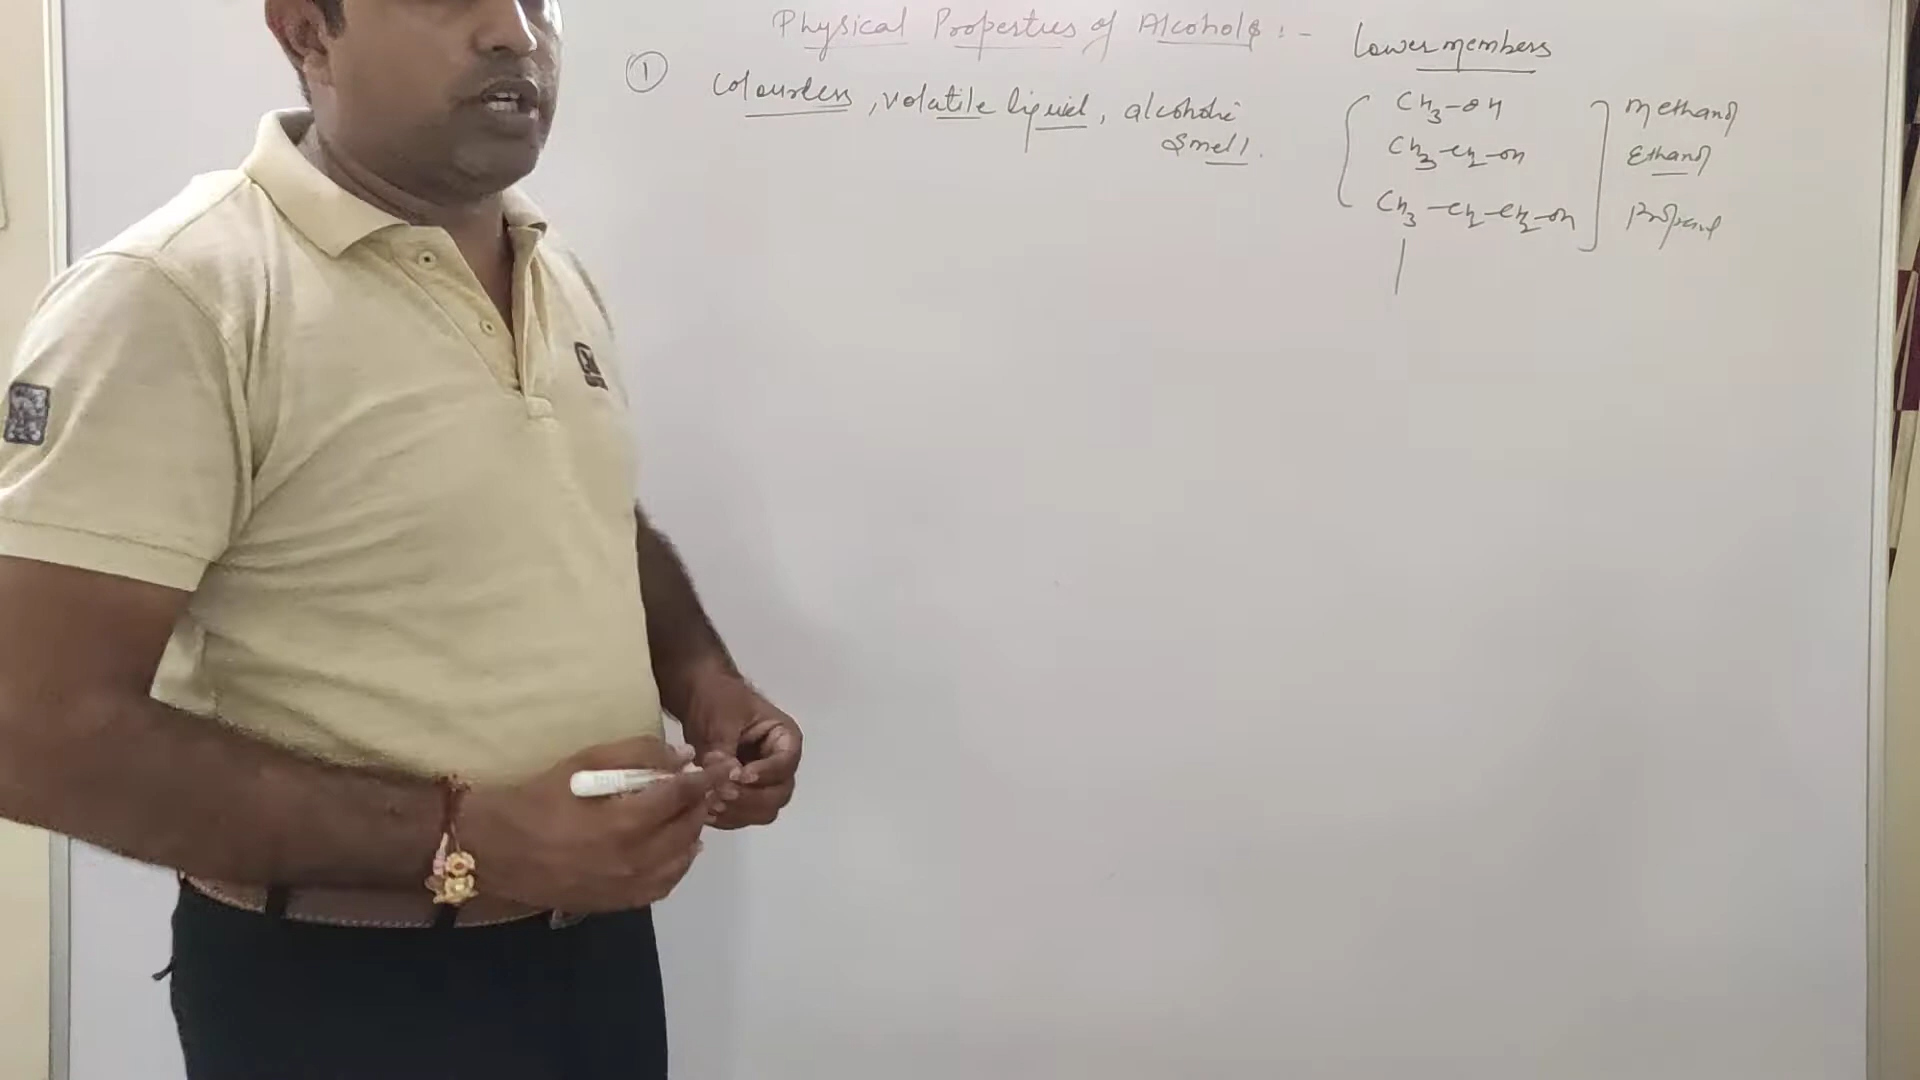 Physical Properties of Alcohols :-
Lower members
① Colourless, volatile liquid, alcoholic
smell.
CH3-OH Methanol
CH3-CH2-OH Ethanol
CH3-CH2-CH2-OH Propanol